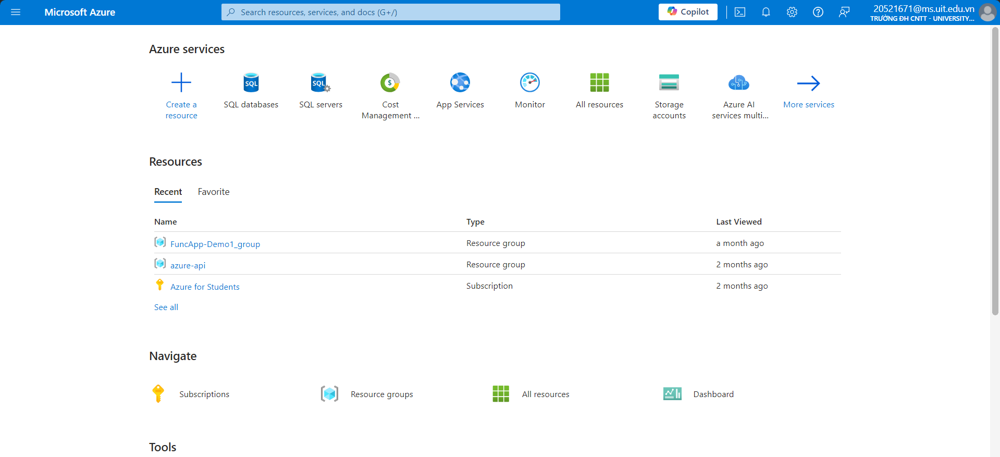 Microsoft Azure
Search resources, services, and docs (G+/)
Copilot
20521671@ms.uit.edu.vn
TRƯỜNG ĐH CNTT - UNIVERSITY...
Azure services
Create a
resource
SQL
SQL databases
SQL
SQL servers
$
Cost
Management ...
App Services
Monitor
All resources
Storage
accounts
Azure AI
services multi...
More services
Resources
Recent
Favorite
Name Type Last Viewed
FuncApp-Demo1_group Resource group a month ago
azure-api Resource group 2 months ago
Azure for Students Subscription 2 months ago
See all
Navigate
Subscriptions
Resource groups
All resources
Dashboard
Tools